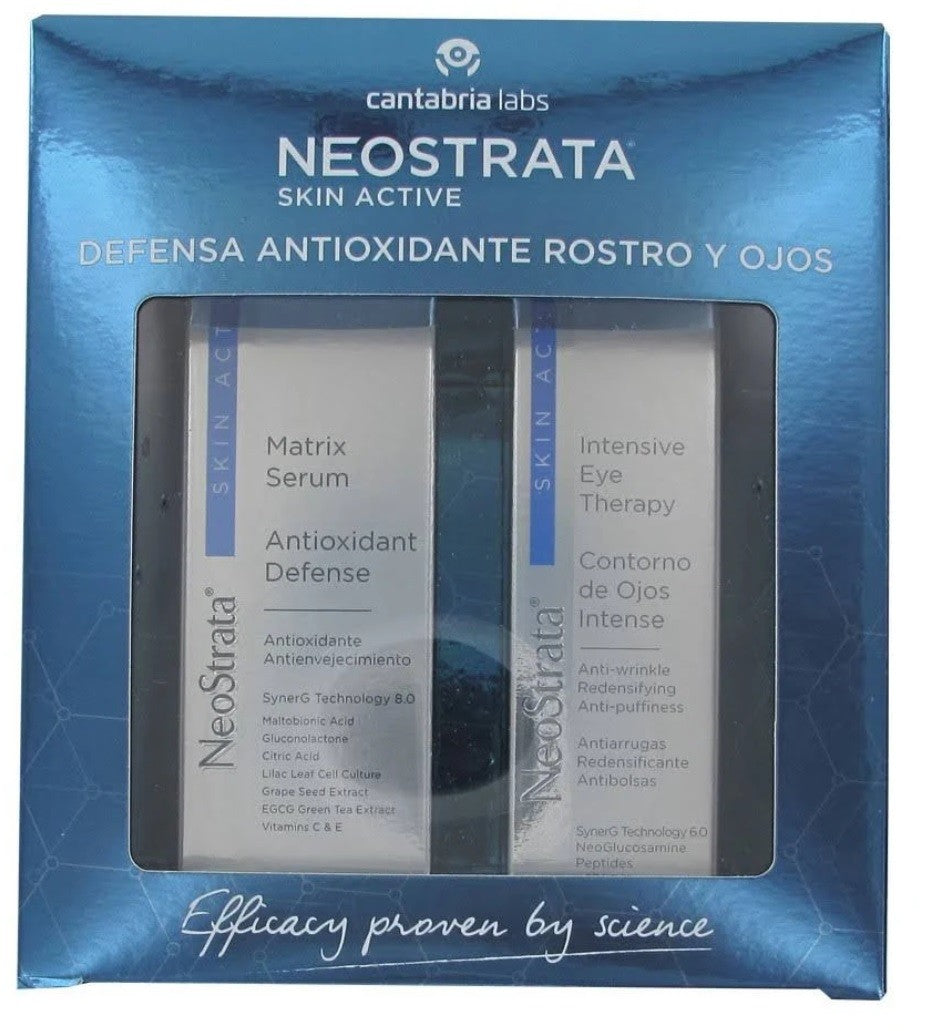 cantabria labs
NEOSTRATA
SKIN ACTIVE
DEFENSA ANTIOXIDANTE ROSTRO Y OJOS
SKIN ACT
NeoStrata®
Matrix
Serum
Antioxidant
Defense
Antioxidante
Antienvejecimiento
SynerG Technology 8.0
Maltobionic Acid
Gluconolactone
Citric Acid
Lilac Leaf Cell Culture
Grape Seed Extract
EGCG Green Tea Extract
Vitamins C & E
SKIN ACT
NeoStrata®
Intensive
Eye
Therapy
Contorno
de Ojos
Intense
Anti-wrinkle
Redensifying
Anti-puffiness
Antiarrugas
Redensificante
Antibolsas
SynerG Technology 6.0
NeoGlucosamine
Peptides
Efficacy proven by science